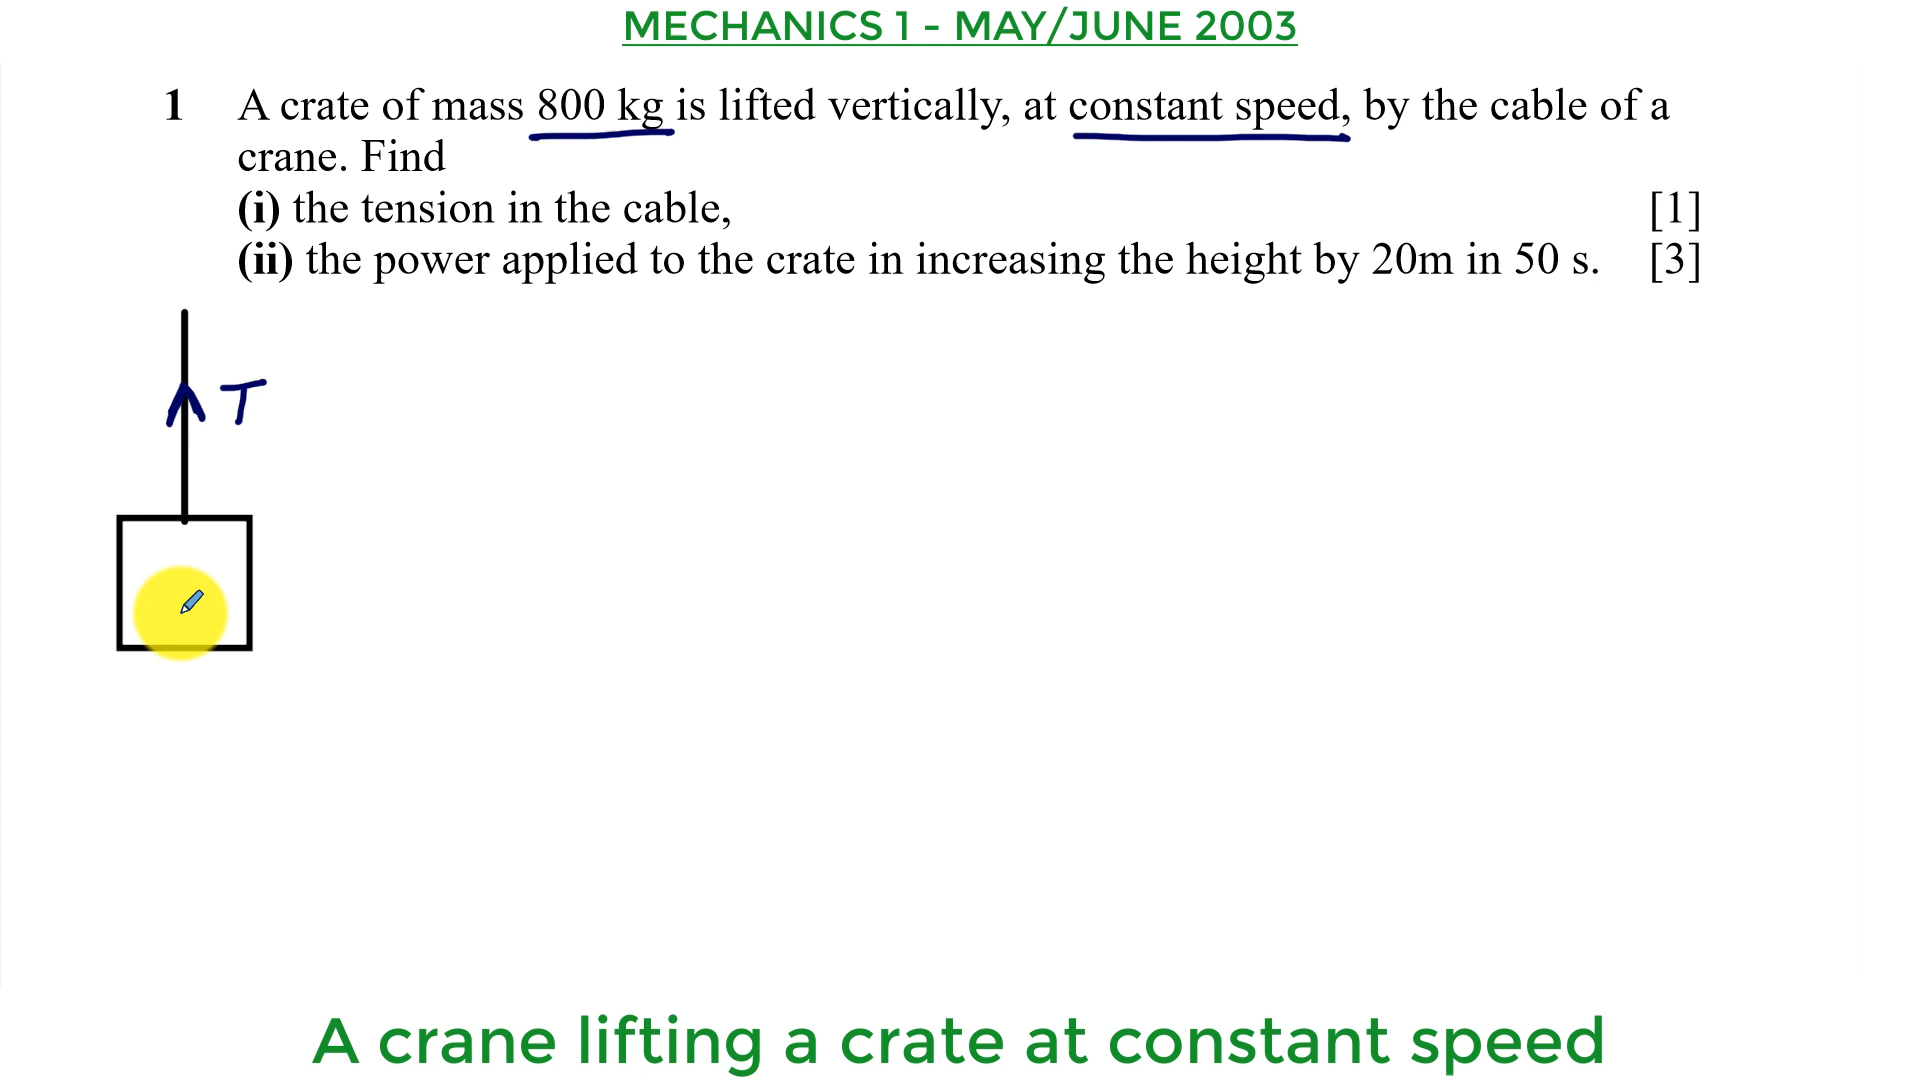 MECHANICS 1 - MAY/JUNE 2003
1 A crate of mass 800 kg is lifted vertically, at constant speed, by the cable of a
crane. Find
(i) the tension in the cable, [1]
(ii) the power applied to the crate in increasing the height by 20m in 50 s. [3]
T
A crane lifting a crate at constant speed